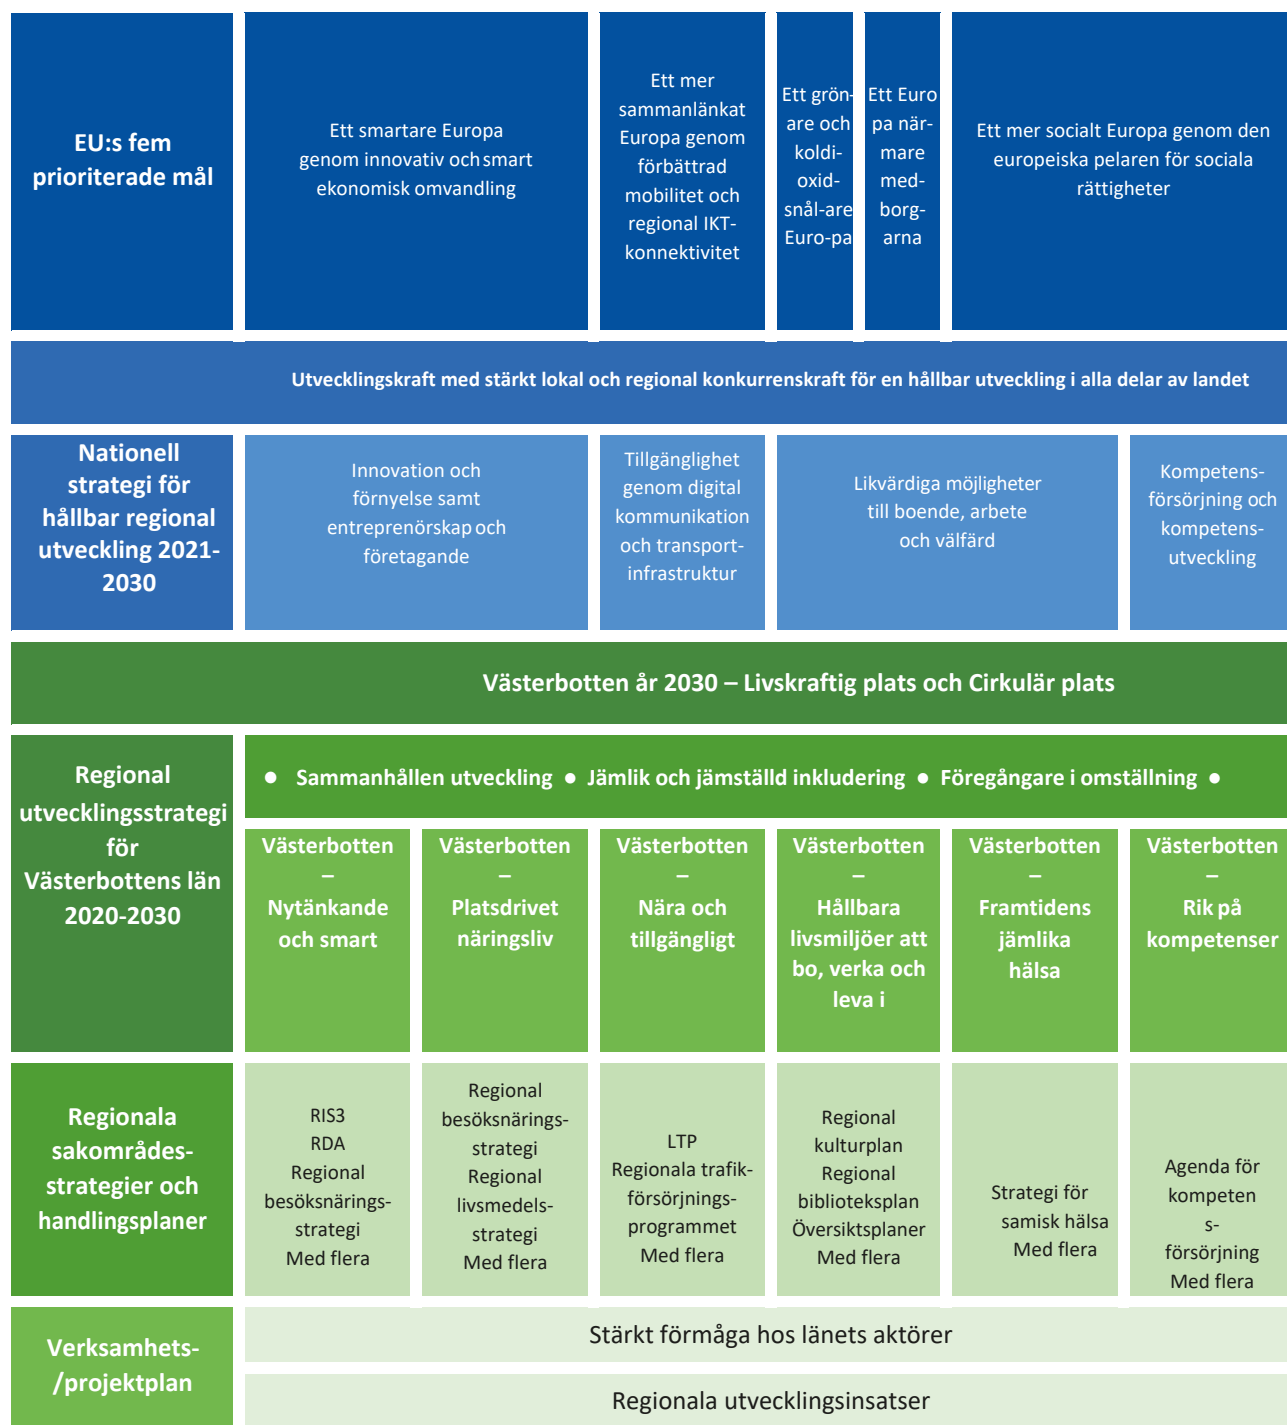 EU:s fem
prioriterade mål
Ett smartare Europa
genom innovativ och smart
ekonomisk omvandling
Ett mer
sammanlänkat
Europa genom
förbättrad
mobilitet och
regional IKT-
konnektivitet
Ett grön-
are och
koldi-
oxid-
snål-are
Euro-pa
Ett Euro
pa när-
mare
med-
borg-
arna
Ett mer socialt Europa genom den
europeiska pelaren för sociala
rättigheter
Utvecklingskraft med stärkt lokal och regional konkurrenskraft för en hållbar utveckling i alla delar av landet
Nationell
strategi för
hållbar regional
utveckling 2021-
2030
Innovation och
förnyelse samt
entreprenörskap och
företagande
Tillgänglighet
genom digital
kommunikation
och transport-
infrastruktur
Likvärdiga möjligheter
till boende, arbete
och välfärd
Kompetens-
försörjning och
kompetens-
utveckling
Västerbotten år 2030 – Livskraftig plats och Cirkulär plats
Regional
utvecklingsstrategi
för
Västerbottens län
2020-2030
● Sammanhållen utveckling ● Jämlik och jämställd inkludering ● Föregångare i omställning ●
Västerbotten
–
Nytänkande
och smart
Västerbotten
–
Platsdrivet
näringsliv
Västerbotten
–
Nära och
tillgängligt
Västerbotten
–
Hållbara
livsmiljöer att
bo, verka och
leva i
Västerbotten
–
Framtidens
jämlika
hälsa
Västerbotten
–
Rik på
kompetenser
Regionala
sakområdes-
strategier och
handlingsplaner
RIS3
RDA
Regional
besöksnärings-
strategi
Med flera
Regional
besöksnärings-
strategi
Regional
livsmedels-
strategi
Med flera
LTP
Regionala trafik-
försörjnings-
programmet
Med flera
Regional
kulturplan
Regional
biblioteksplan
Översiktsplaner
Med flera
Strategi för
samisk hälsa
Med flera
Agenda för
kompeten
s-
försörjning
Med flera
Verksamhets-
/projektplan
Stärkt förmåga hos länets aktörer
Regionala utvecklingsinsatser